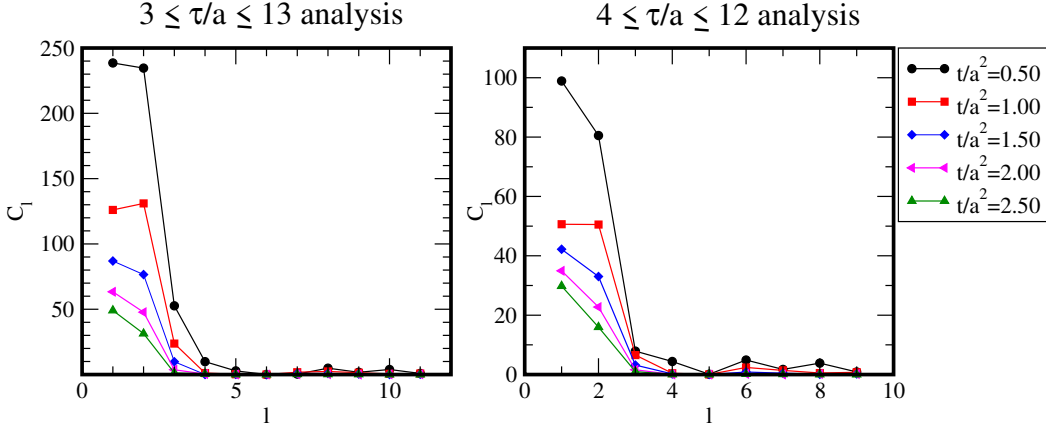 3 ≤ τ/a ≤ 13 analysis
4 ≤ τ/a ≤ 12 analysis
250
200
150
100
50
C_l
0
5
10
l
100
80
60
40
20
0
C_l
0
2
4
6
8
10
l
t/a²=0.50
t/a²=1.00
t/a²=1.50
t/a²=2.00
t/a²=2.50